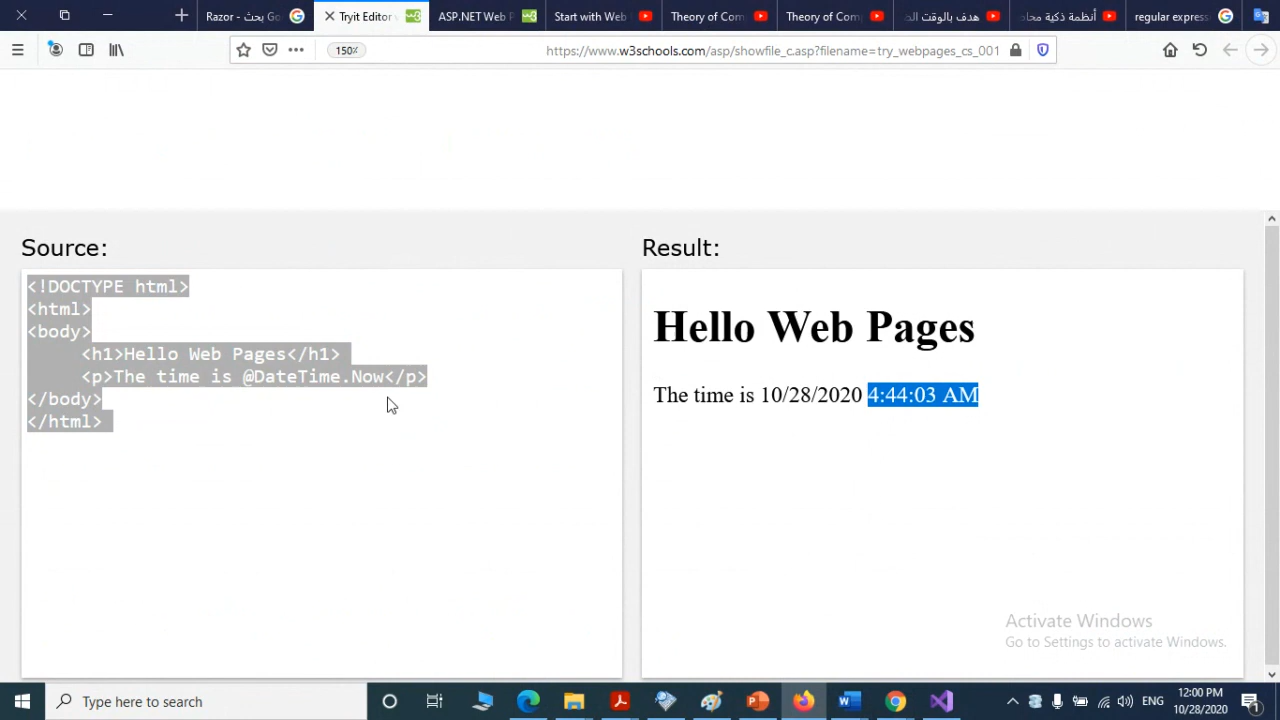 Razor - بحث Go
Tryit Editor v
ASP.NET Web P
Start with Web
Theory of Com
Theory of Com
هدف بالوقت الض
أنظمة ذكية محاد
regular express
150%
https://www.w3schools.com/asp/showfile_c.asp?filename=try_webpages_cs_001
Source:
<!DOCTYPE html>
<html>
<body>
<h1>Hello Web Pages</h1>
<p>The time is @DateTime.Now</p>
</body>
</html>
Result:
Hello Web Pages
The time is 10/28/2020 4:44:03 AM
Activate Windows
Go to Settings to activate Windows.
Type here to search
ENG
12:00 PM
10/28/2020
1